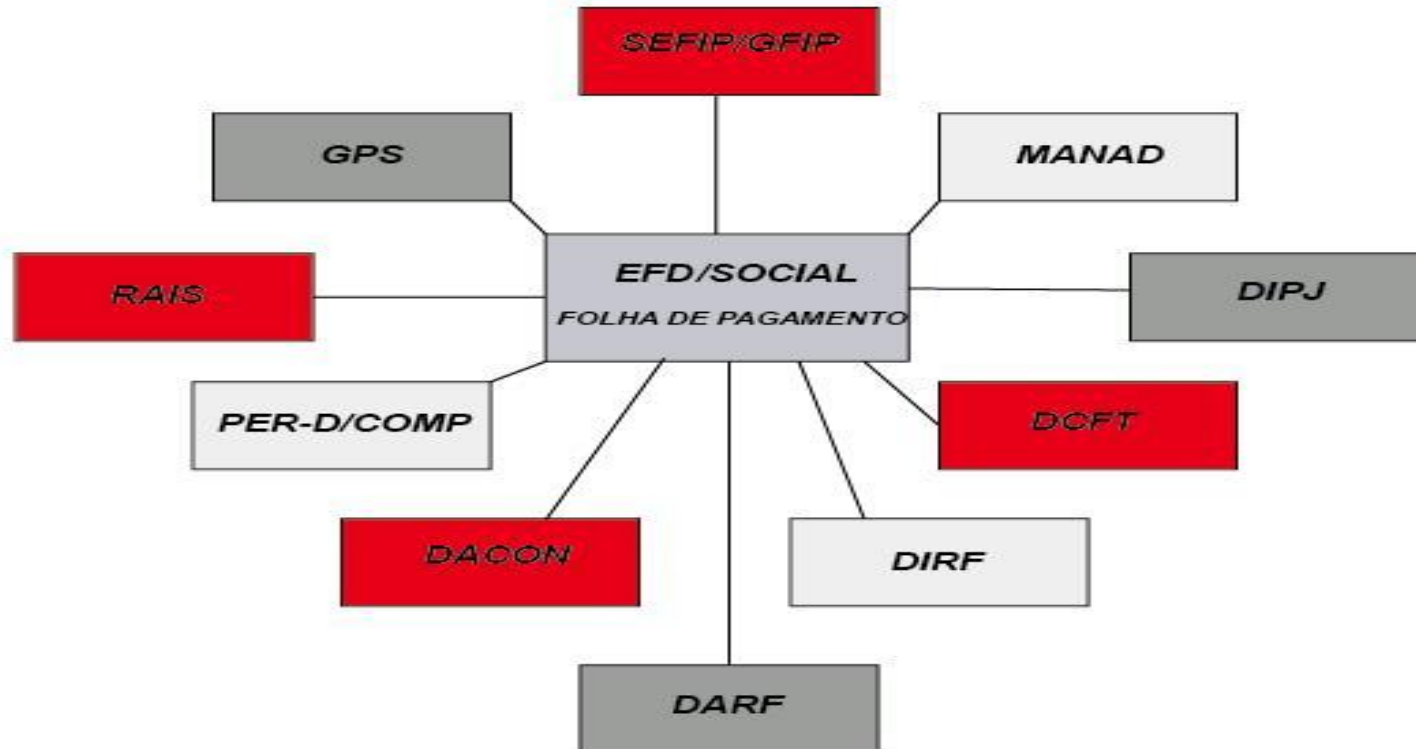 SEFIP/GFIP
GPS
MANAD
EFD/SOCIAL
FOLHA DE PAGAMENTO
RAIS
DIPJ
PER-D/COMP
DCFT
DACON
DIRF
DARF